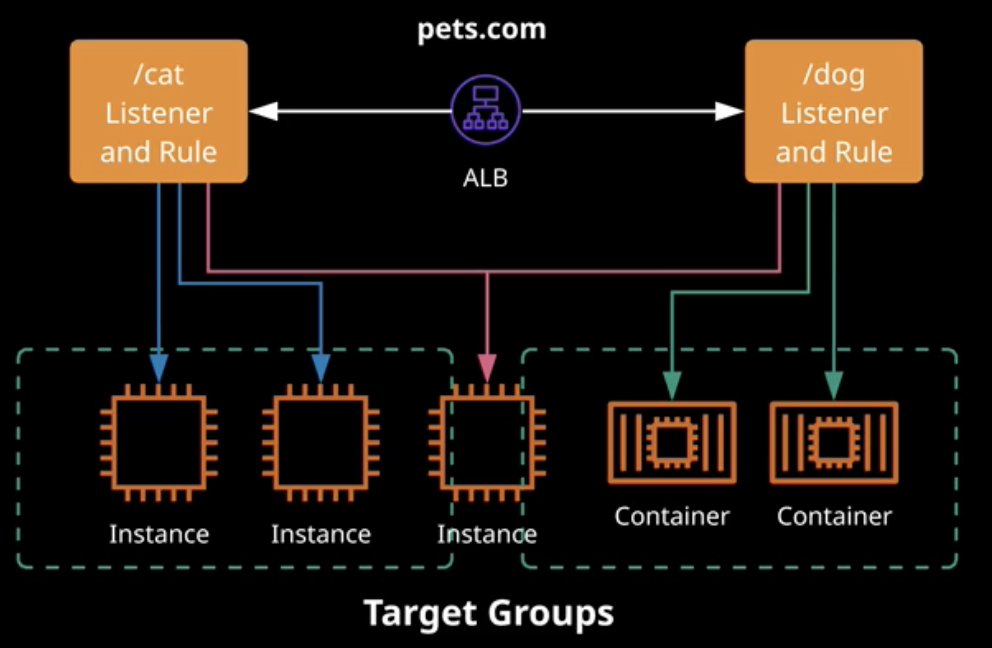 pets.com
/cat
Listener
and Rule
ALB
/dog
Listener
and Rule
Instance
Instance
Instance
Container
Container
Target Groups